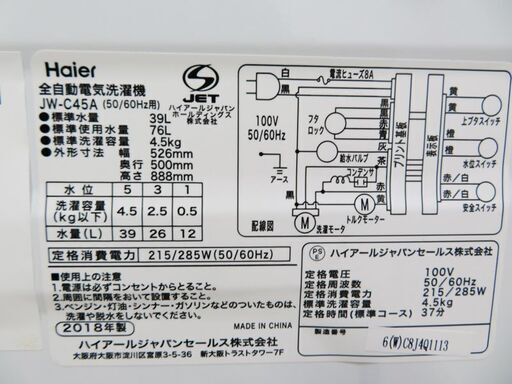 Haier
全自動電気洗濯機
JW-C45A (50/60Hz用)
●標準水量 39L
●標準使用水量 76L
●標準洗濯容量 4.5kg
●外形寸法 幅 526mm
奥行 500mm
高さ 888mm
S
JET
ハイアールジャパン
ホールディングス
株式会社
水位 5 3 1
洗濯容量(kg以下) 4.5 2.5 0.5
水量(L) 39 26 12
定格消費電力 215/285W(50/60Hz)
■使用上の注意
1.電源は必ずコンセントからとること。
2.周囲に間隔をおいて設置すること。
3.ベンジン・灯油・シンナー・ガソリンなどのついたものは、
洗濯や脱水をしないでください。
2018年製
MADE IN CHINA
ハイアールジャパンセールス株式会社
大阪府大阪市淀川区宮原3-5-36 新大阪トラストタワー7F
白
黒
電流ヒューズ8A
100V
50/60Hz
アース
配線図
フタロック
黒
黒
赤
青
灰
給水バルブ
茶
コンデンサ
M
洗濯モータ
M
トルクモーター
プリント基板
表示板
黄
黄
上ブタスイッチ
橙
橙
水位スイッチ
赤/白
赤/白
安全スイッチ
PSE
ハイアールジャパンセールス株式会社
定格電圧 100V
定格周波数 50/60Hz
定格消費電力 215/285W
標準洗濯容量 4.5kg
定格時間(標準コース) 37分
製造番号
6(W)C8J4Q1113